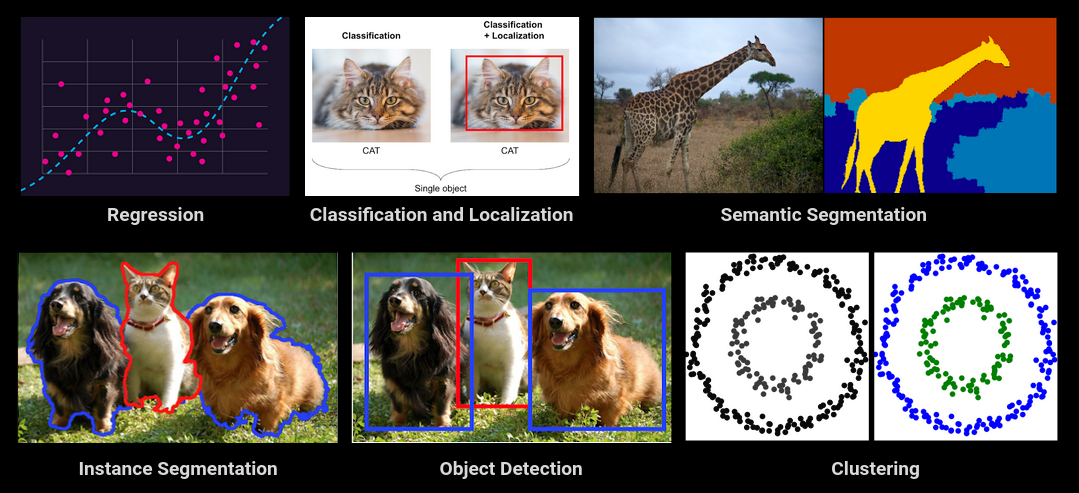 Classification
Classification
+ Localization
CAT
CAT
Single object
Regression
Classification and Localization
Semantic Segmentation
Instance Segmentation
Object Detection
Clustering